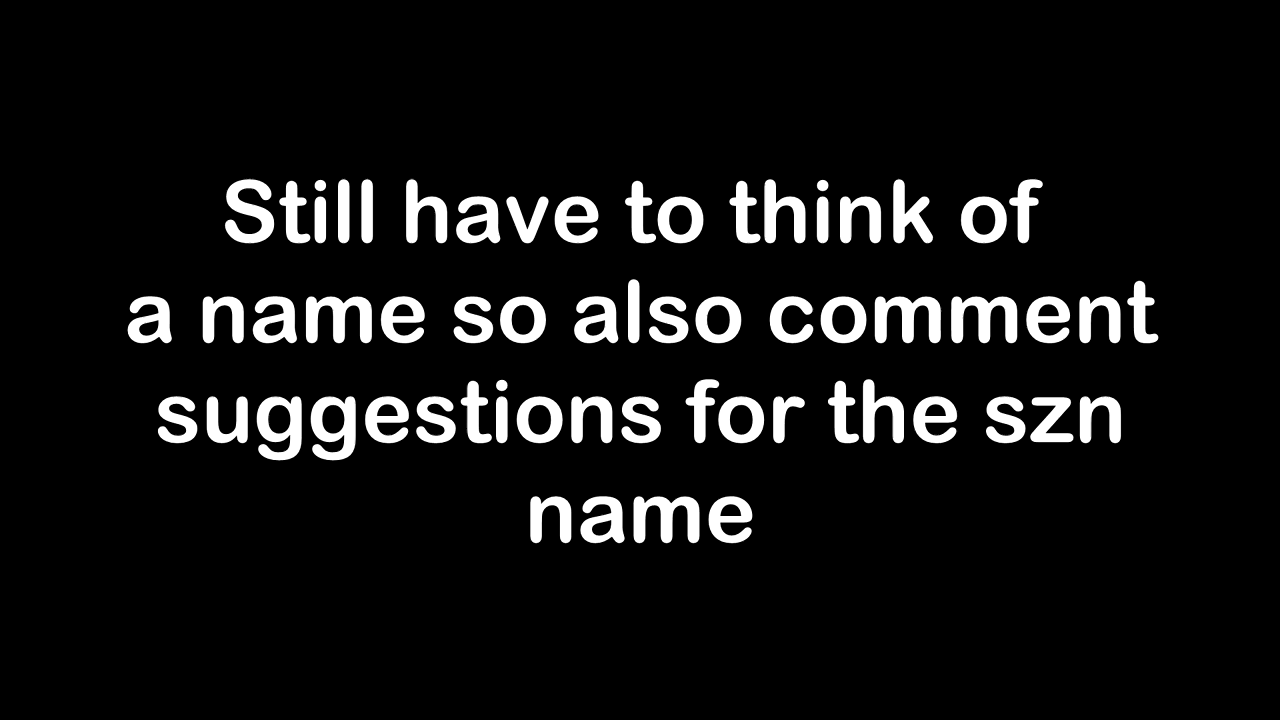 Still have to think of
a name so also comment
suggestions for the szn
name